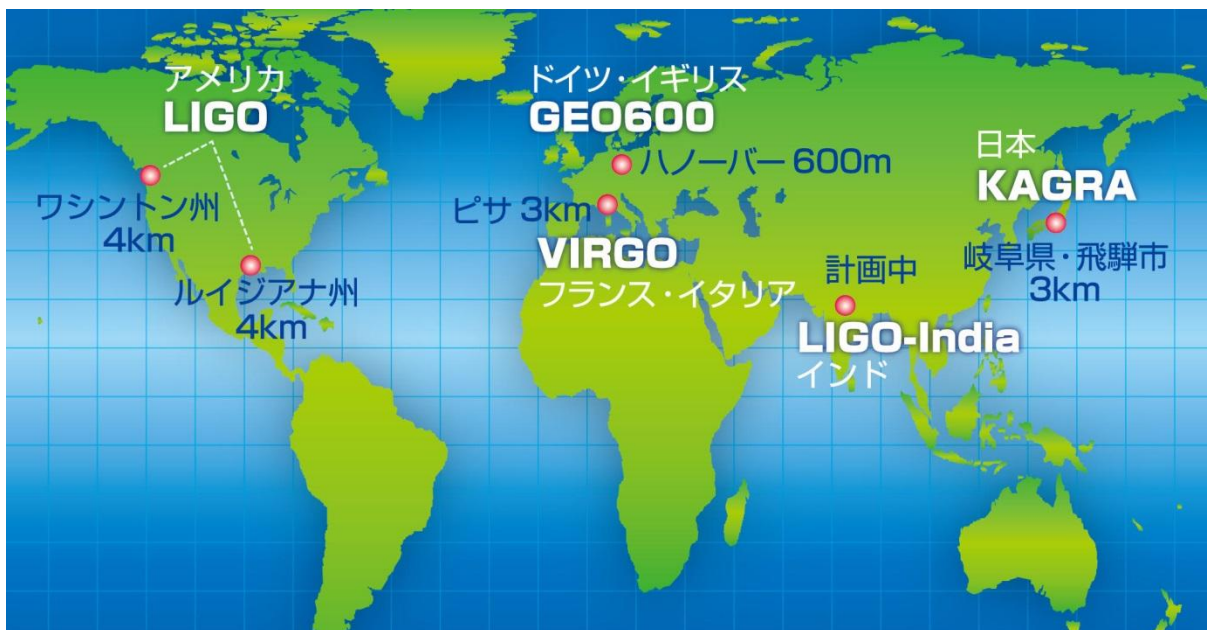 アメリカ
LIGO
ワシントン州
4km
ルイジアナ州
4km
ドイツ・イギリス
GEO600
ハノーバー 600m
ピサ 3km
VIRGO
フランス・イタリア
計画中
LIGO-India
インド
日本
KAGRA
岐阜県・飛騨市
3km